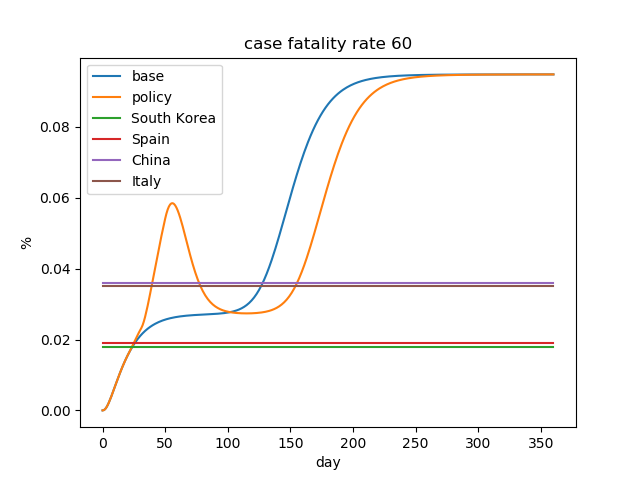 case fatality rate 60
base
policy
South Korea
Spain
China
Italy
%
0.08
0.06
0.04
0.02
0.00
0 50 100 150 200 250 300 350
day